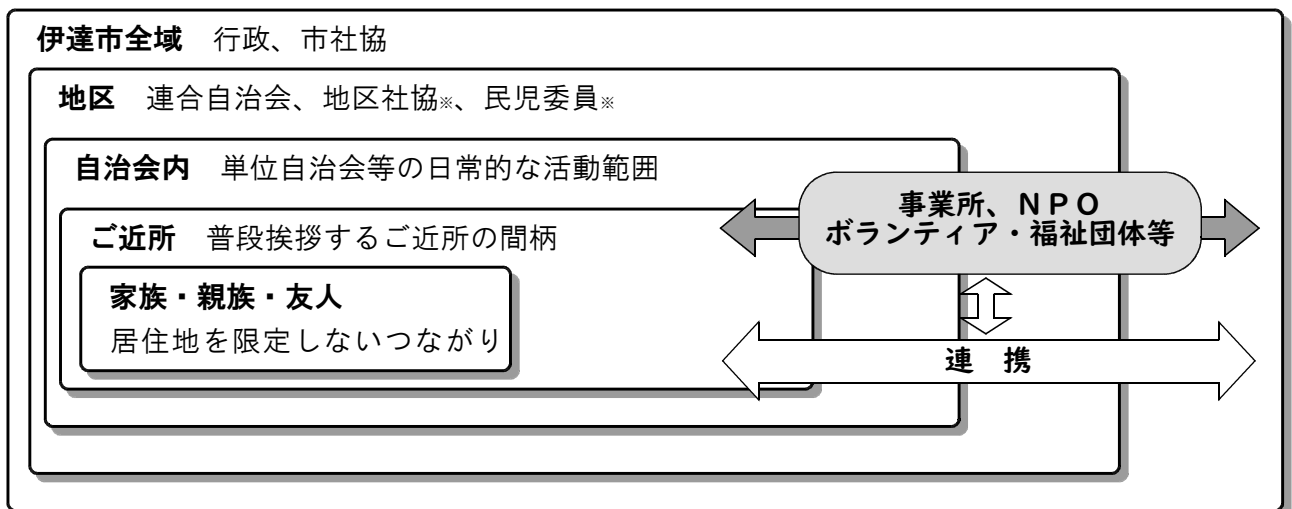 伊達市全域　行政、市社協
地区　連合自治会、地区社協※、民児委員※
自治会内　単位自治会等の日常的な活動範囲
事業所、ＮＰＯ
ボランティア・福祉団体等
ご近所　普段挨拶するご近所の間柄
家族・親族・友人
居住地を限定しないつながり
連　携